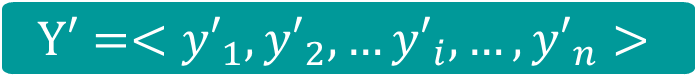 Y′ =< y′₁, y′₂, … y′ᵢ, … , y′ₙ >